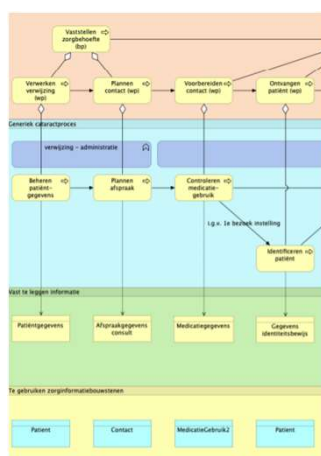 Vaststellen
zorgbehoefte
(bp)
Verwerken
verwijzing
(wp)
Plannen
contact (wp)
Voorbereiden
contact (wp)
Ontvangen
patiënt (wp)
Generiek cataractproces
verwijzing - administratie
Beheren
patiënt-
gegevens
Plannen
afspraak
Controleren
medicatie-
gebruik
i.g.v. 1e bezoek instelling
Identificeren
patiënt
Vast te leggen informatie
Patiëntgegevens
Afspraakgegevens
consult
Medicatiegegevens
Gegevens
identiteitsbewijs
Te gebruiken zorginformatiebouwstenen
Patient
Contact
MedicatieGebruik2
Patient